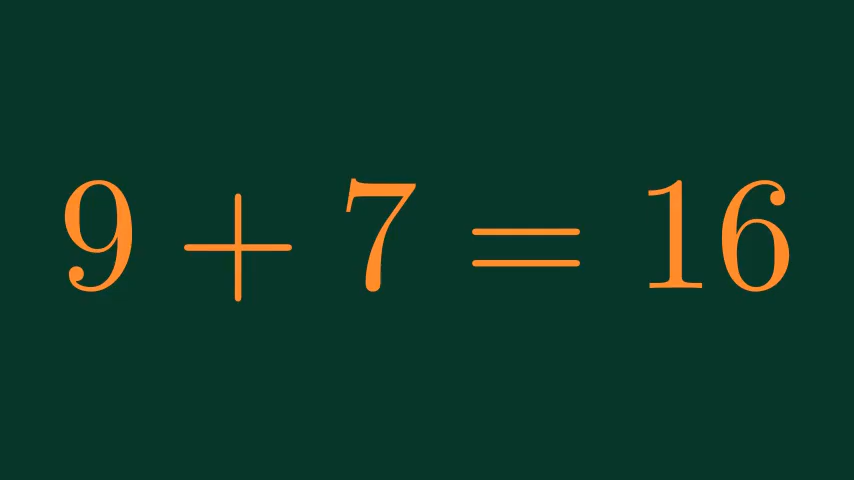 9 + 7 = 16